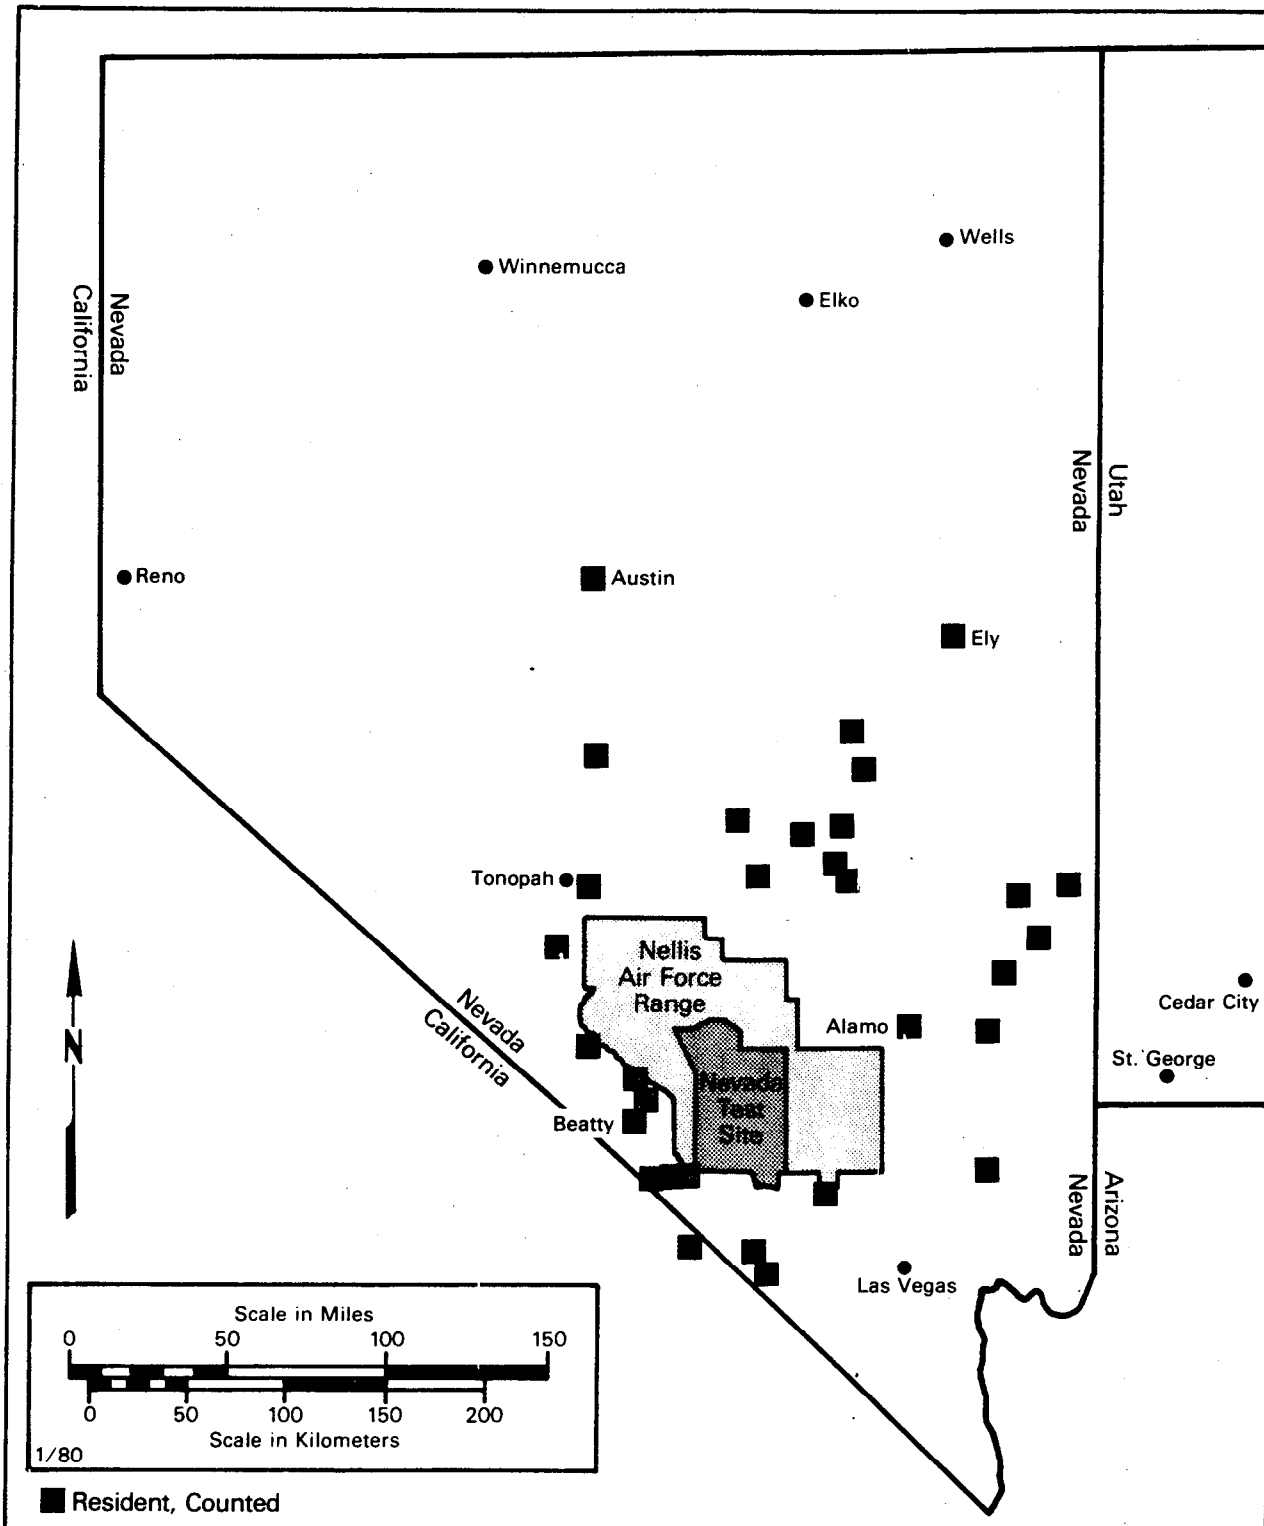 Wells
Winnemucca
Elko
Nevada
California
Utah
Nevada
Reno
Austin
Ely
Tonopah
Nellis
Air Force
Range
Cedar City
Nevada
California
Alamo
N
St. George
Nevada
Test
Site
Beatty
Arizona
Nevada
Las Vegas
Scale in Miles
0 50 100 150
0 50 100 150 200
Scale in Kilometers
1/80
Resident, Counted